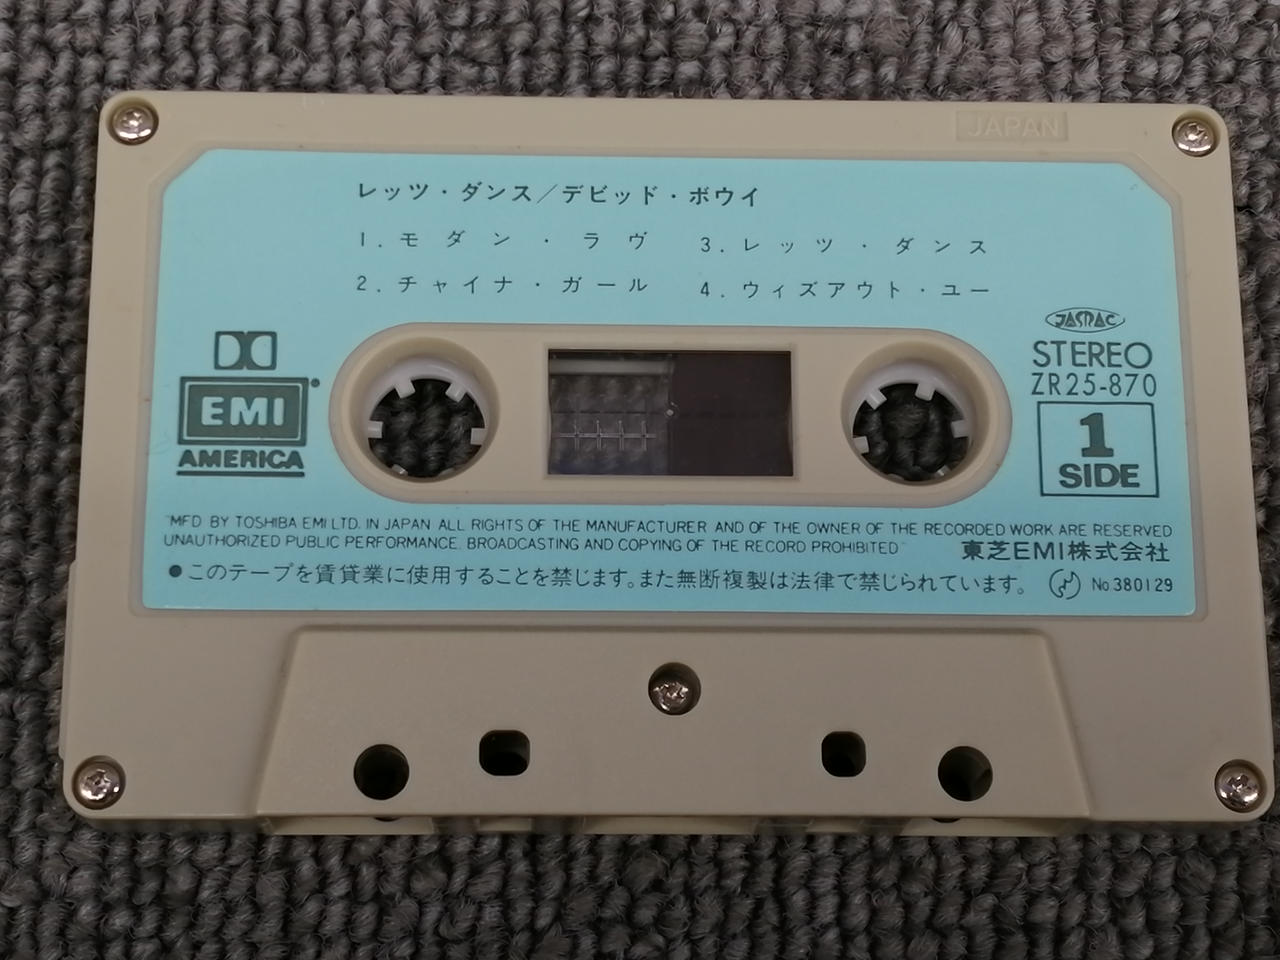 JAPAN
レッツ・ダンス／デビッド・ボウイ
1. モダン・ラヴ
2. チャイナ・ガール
3. レッツ・ダンス
4. ウィズアウト・ユー
EMI
AMERICA
JASRAC
STEREO
ZR25-870
1
SIDE
"MFD BY TOSHIBA EMI LTD. IN JAPAN ALL RIGHTS OF THE MANUFACTURER AND OF THE OWNER OF THE RECORDED WORK ARE RESERVED
UNAUTHORIZED PUBLIC PERFORMANCE. BROADCASTING AND COPYING OF THE RECORD PROHIBITED"
東芝EMI株式会社
●このテープを賃貸業に使用することを禁じます。また無断複製は法律で禁じられています。
No 380129